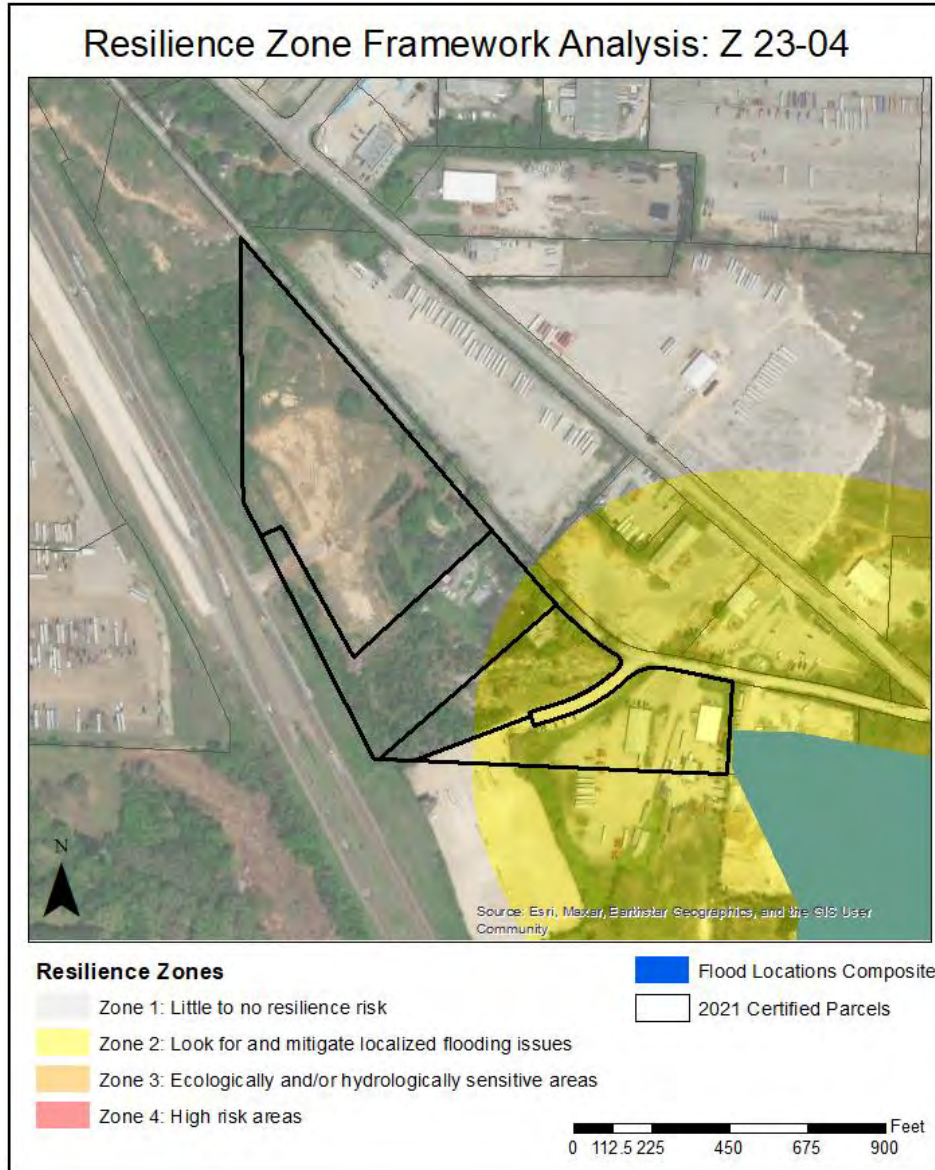 Resilience Zone Framework Analysis: Z 23-04
N
Source: Esri, Maxar, Earthstar Geographics, and the GIS User
Community
Resilience Zones
Zone 1: Little to no resilience risk
Zone 2: Look for and mitigate localized flooding issues
Zone 3: Ecologically and/or hydrologically sensitive areas
Zone 4: High risk areas
Flood Locations Composite
2021 Certified Parcels
Feet
0 112.5 225 450 675 900